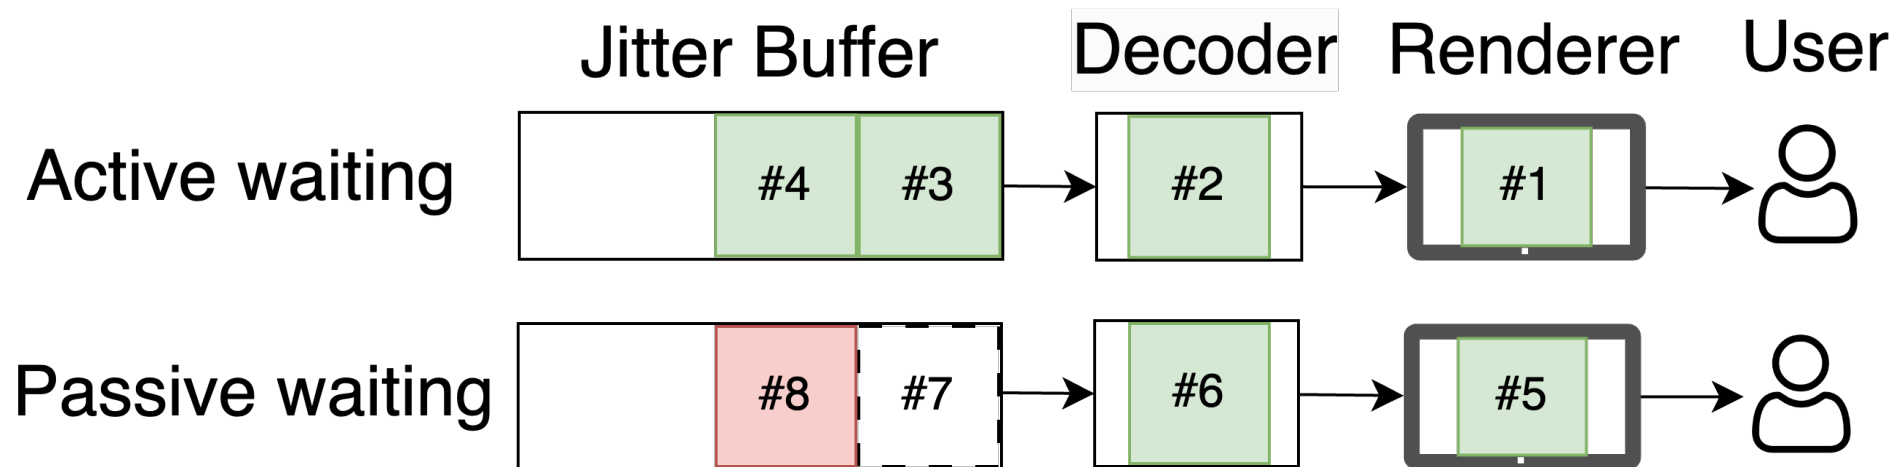 Jitter Buffer Decoder Renderer User
Active waiting #4 #3 #2 #1
Passive waiting #8 #7 #6 #5